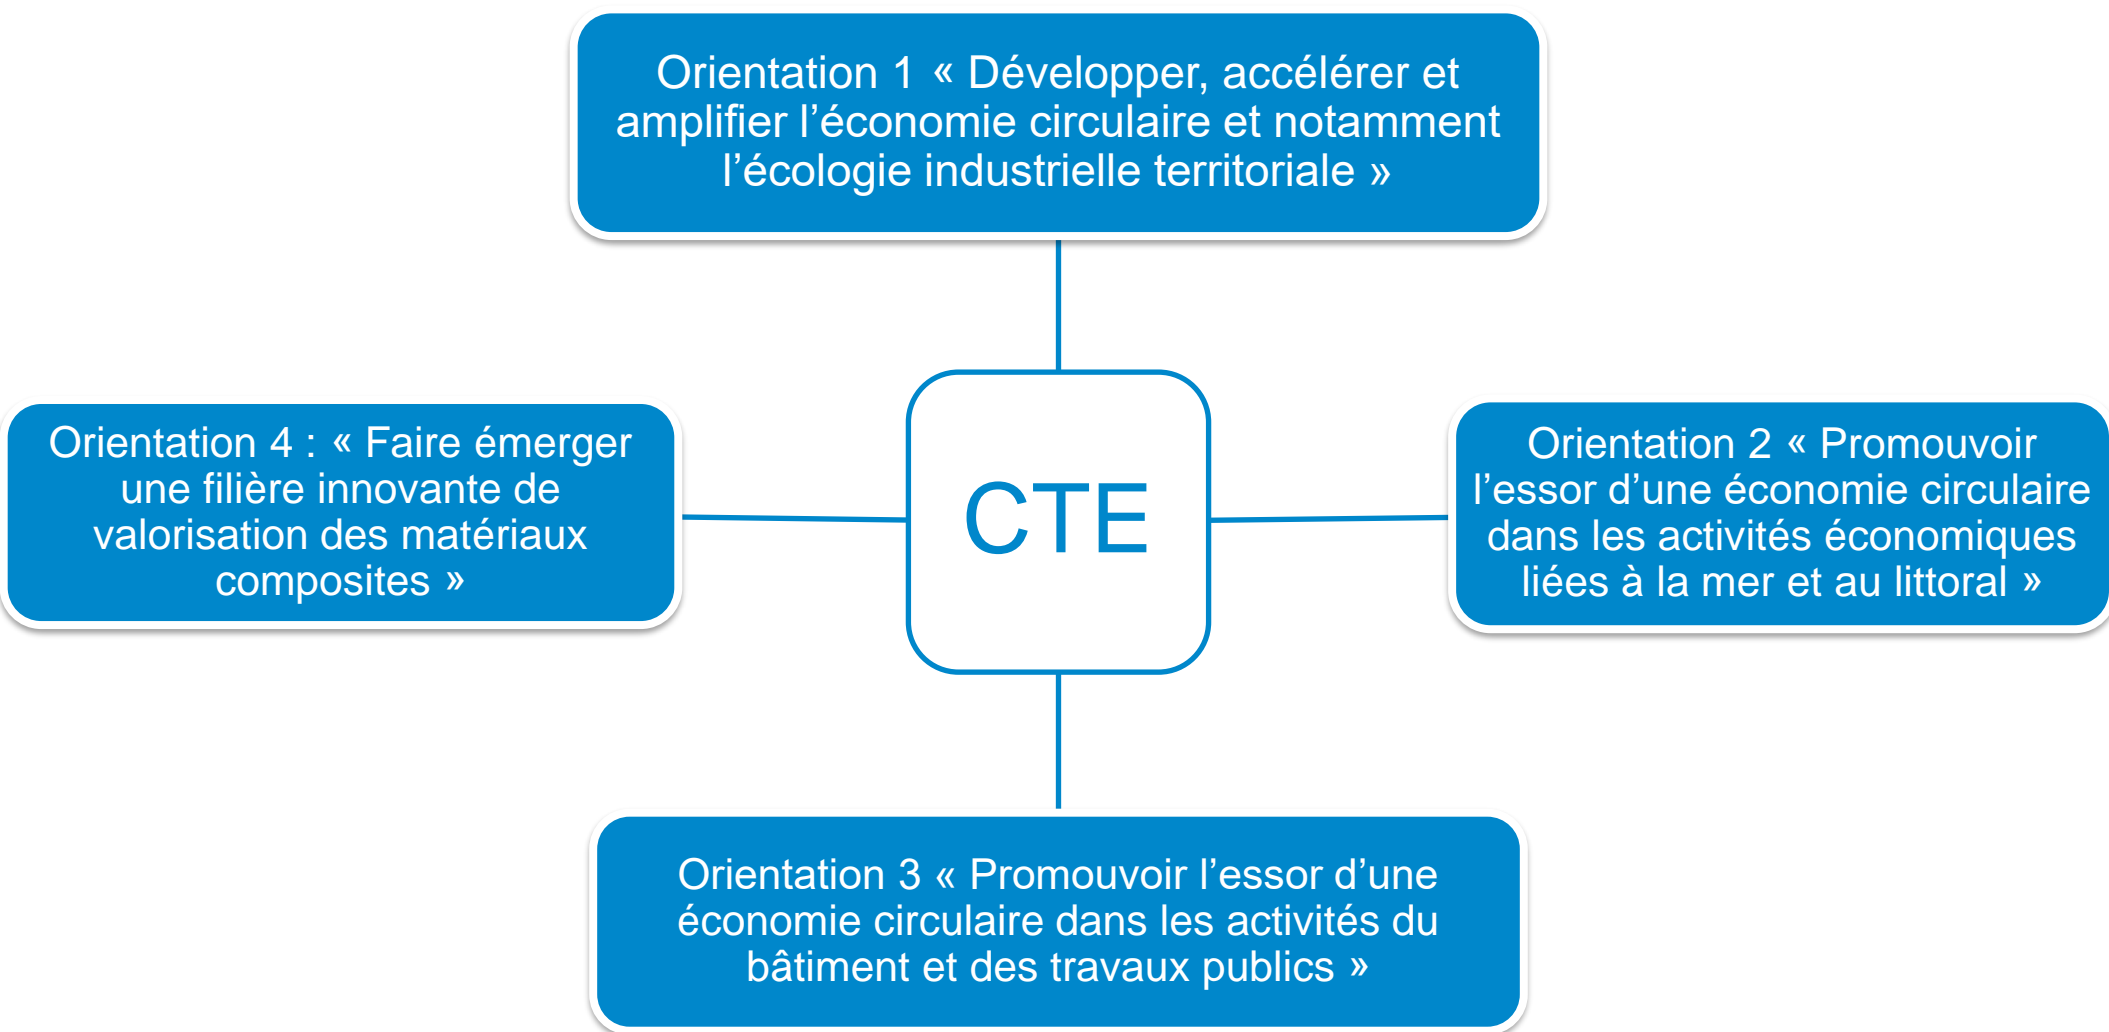 Orientation 1 « Développer, accélérer et
amplifier l’économie circulaire et notamment
l’écologie industrielle territoriale »
Orientation 4 : « Faire émerger
une filière innovante de
valorisation des matériaux
composites »
CTE
Orientation 2 « Promouvoir
l’essor d’une économie circulaire
dans les activités économiques
liées à la mer et au littoral »
Orientation 3 « Promouvoir l’essor d’une
économie circulaire dans les activités du
bâtiment et des travaux publics »